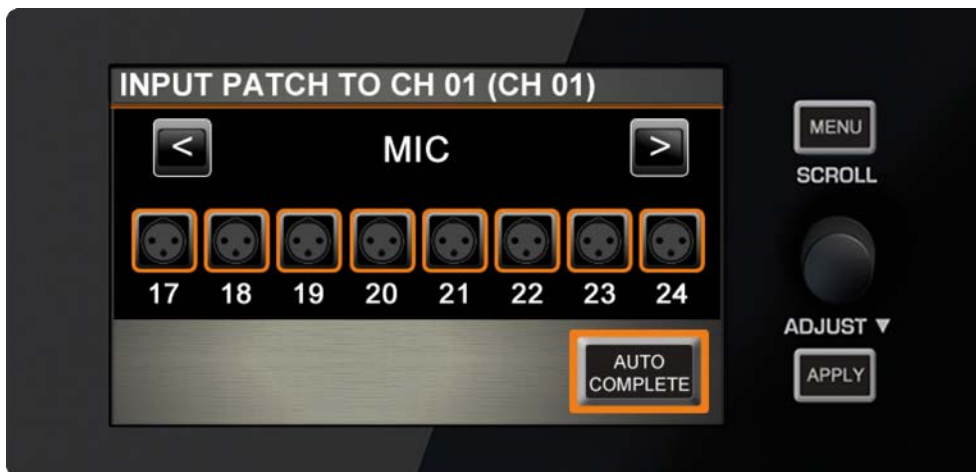 INPUT PATCH TO CH 01 (CH 01)
<
MIC
>
17 18 19 20 21 22 23 24
AUTO
COMPLETE
MENU
SCROLL
ADJUST ▼
APPLY